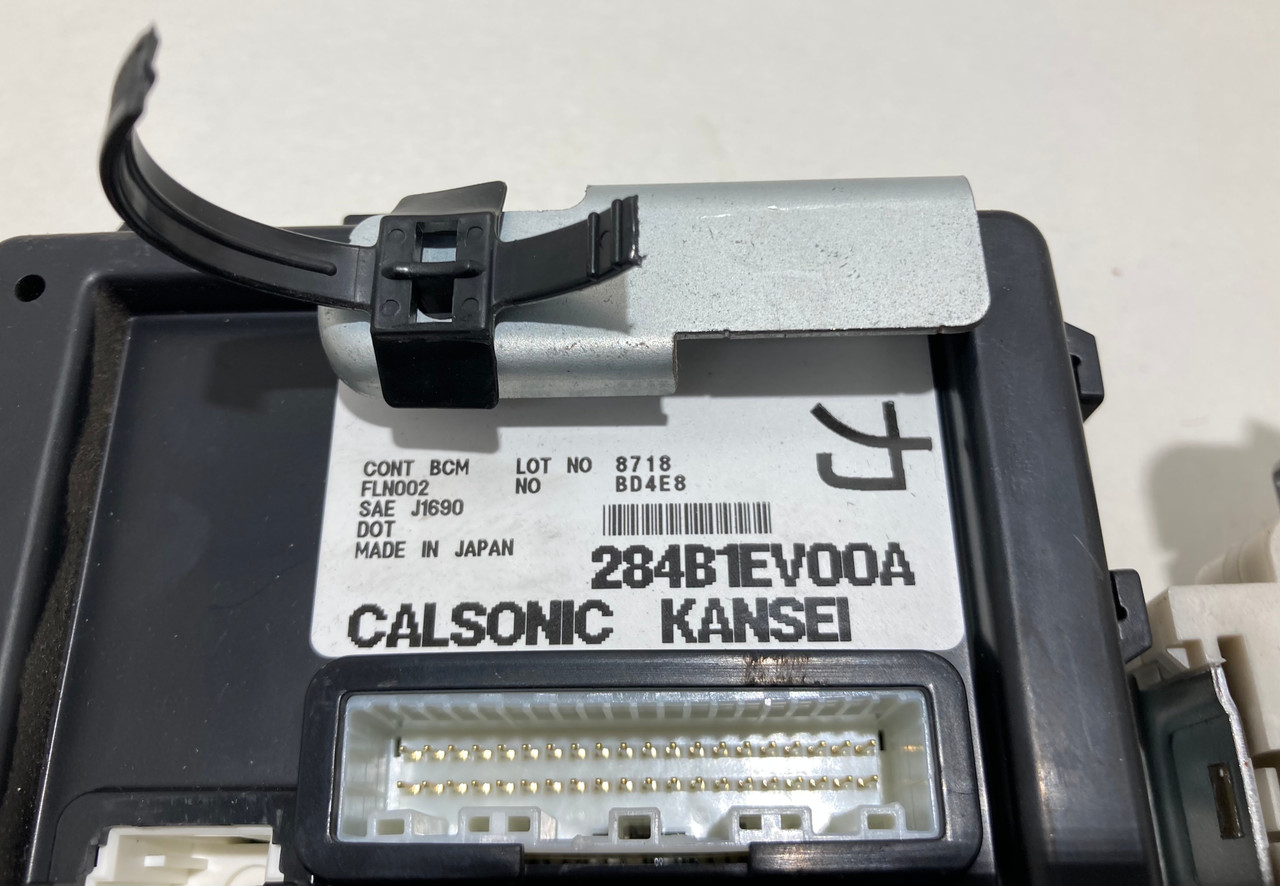 CONT BCM LOT NO 8718
FLN002 NO BD4E8
SAE J1690
DOT
MADE IN JAPAN
284B1EV00A
CALSONIC KANSEI